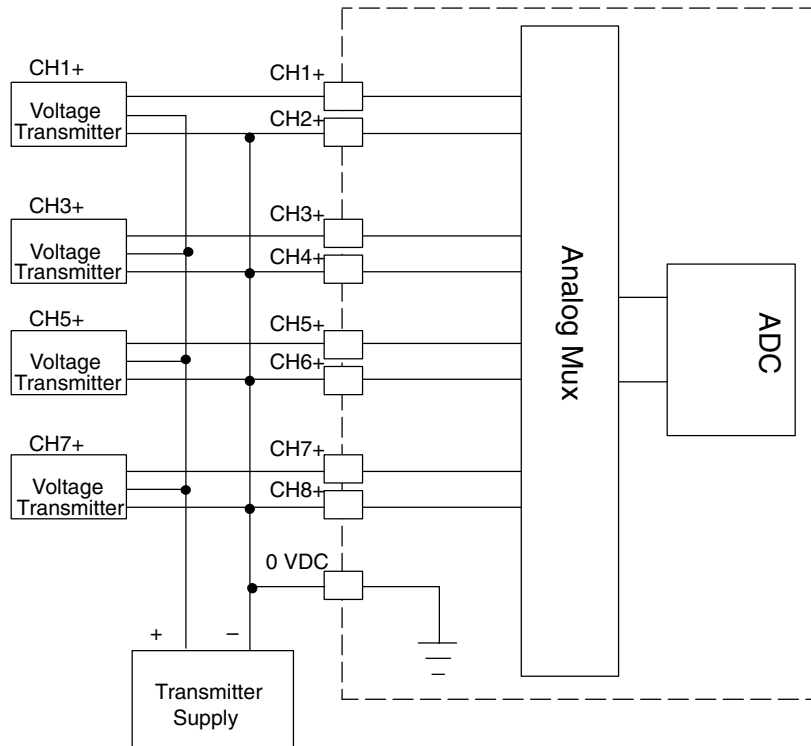 CH1+
Voltage
Transmitter
CH1+
CH2+
CH3+
Voltage
Transmitter
CH3+
CH4+
CH5+
Voltage
Transmitter
CH5+
CH6+
CH7+
Voltage
Transmitter
CH7+
CH8+
0 VDC
+ –
Transmitter
Supply
Analog Mux
ADC